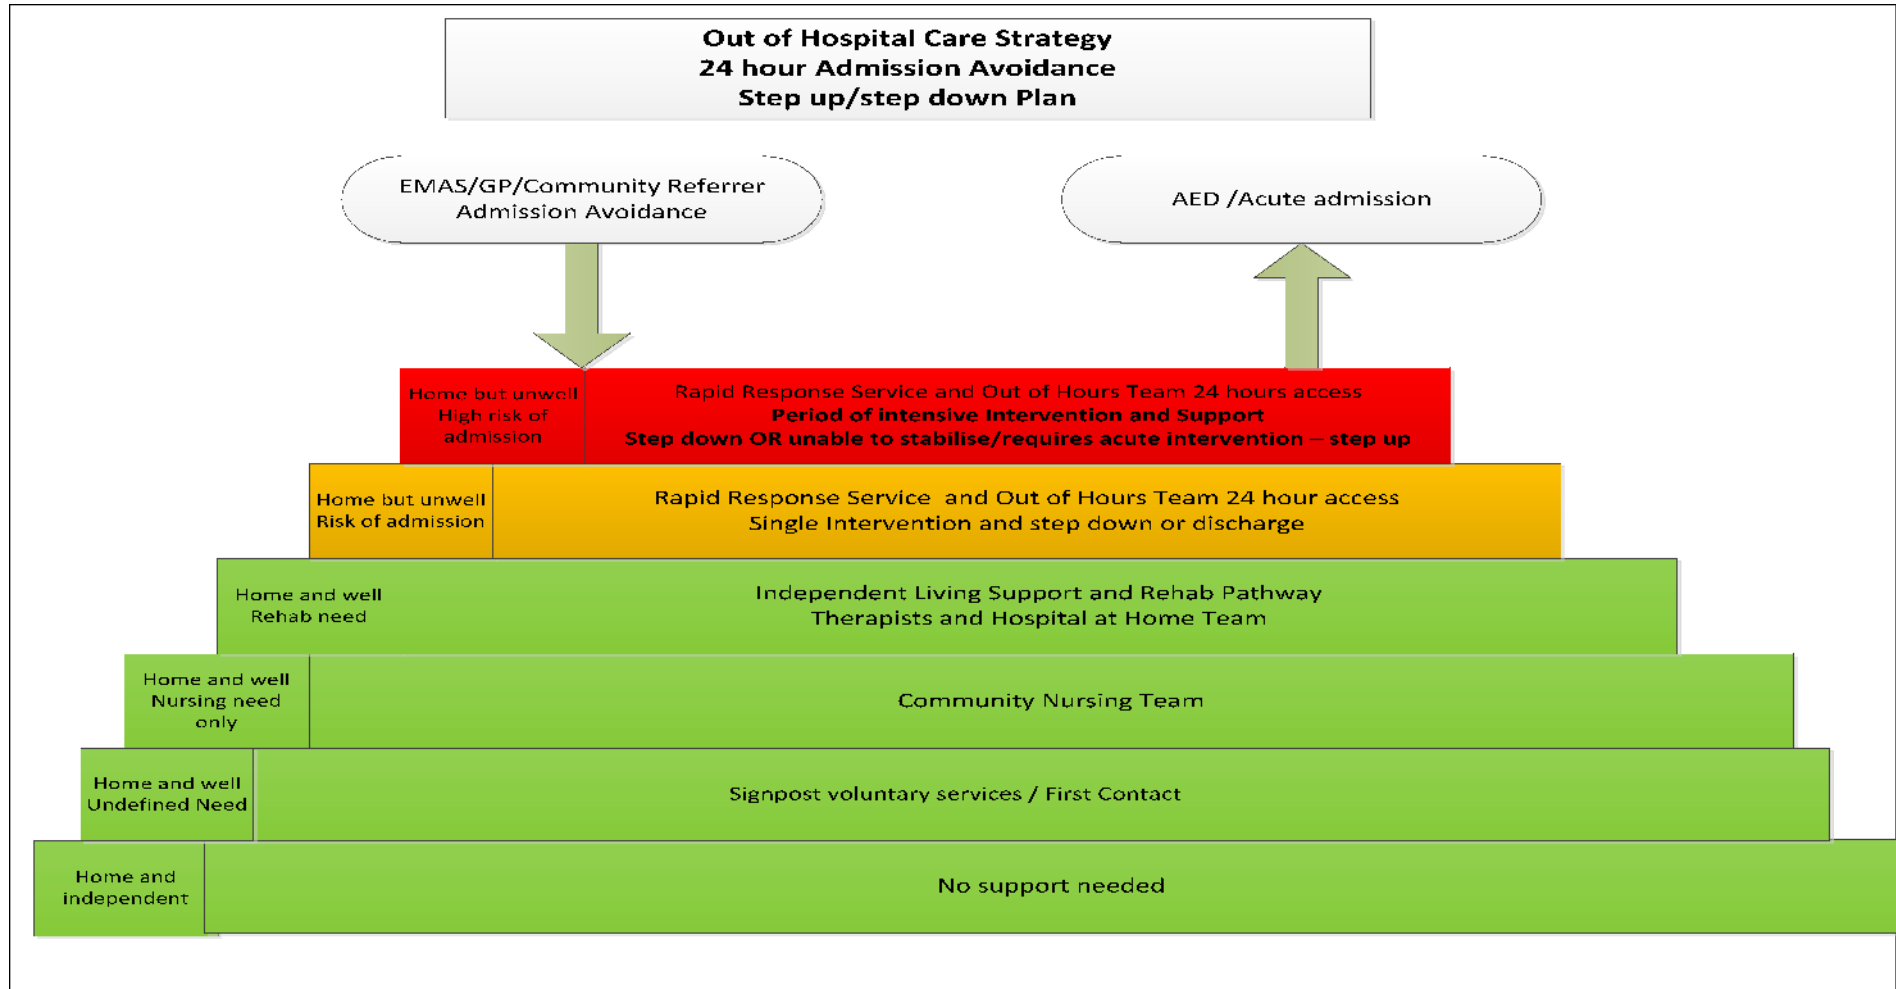 Out of Hospital Care Strategy
24 hour Admission Avoidance
Step up/step down Plan
EMAS/GP/Community Referrer
Admission Avoidance
AED /Acute admission
Home but unwell
High risk of
admission
Rapid Response Service and Out of Hours Team 24 hours access
Period of intensive Intervention and Support
Step down OR unable to stabilise/requires acute intervention – step up
Home but unwell
Risk of admission
Rapid Response Service and Out of Hours Team 24 hour access
Single Intervention and step down or discharge
Home and well
Rehab need
Independent Living Support and Rehab Pathway
Therapists and Hospital at Home Team
Home and well
Nursing need
only
Community Nursing Team
Home and well
Undefined Need
Signpost voluntary services / First Contact
Home and
independent
No support needed